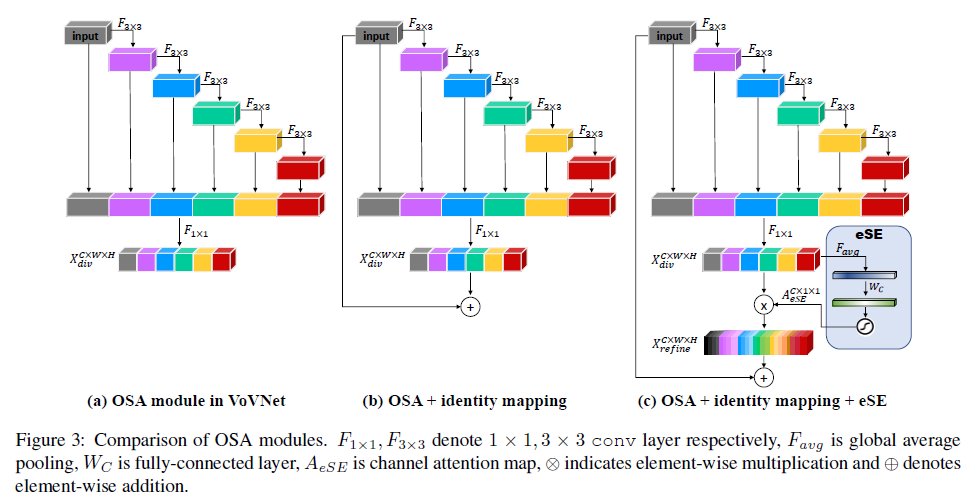 input F3×3
F3×3
F3×3
F3×3
F3×3
F1×1
X div C×W×H
(a) OSA module in VoVNet
input F3×3
F3×3
F3×3
F3×3
F3×3
F1×1
X div C×W×H
+
(b) OSA + identity mapping
input F3×3
F3×3
F3×3
F3×3
F3×3
F1×1
X div C×W×H
eSE
Favg
WC
A eSE C×1×1
x
X refine C×W×H
+
(c) OSA + identity mapping + eSE
Figure 3: Comparison of OSA modules. F1×1, F3×3 denote 1 × 1, 3 × 3 conv layer respectively, Favg is global average
pooling, WC is fully-connected layer, AeSE is channel attention map, ⊗ indicates element-wise multiplication and ⊕ denotes
element-wise addition.